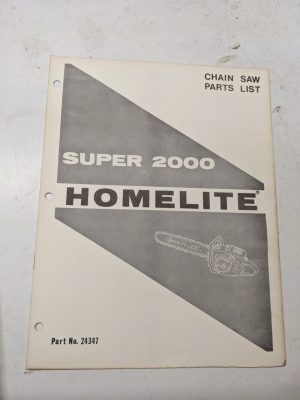 CHAIN SAW
PARTS LIST
SUPER 2000
HOMELITE®
Part No. 24347